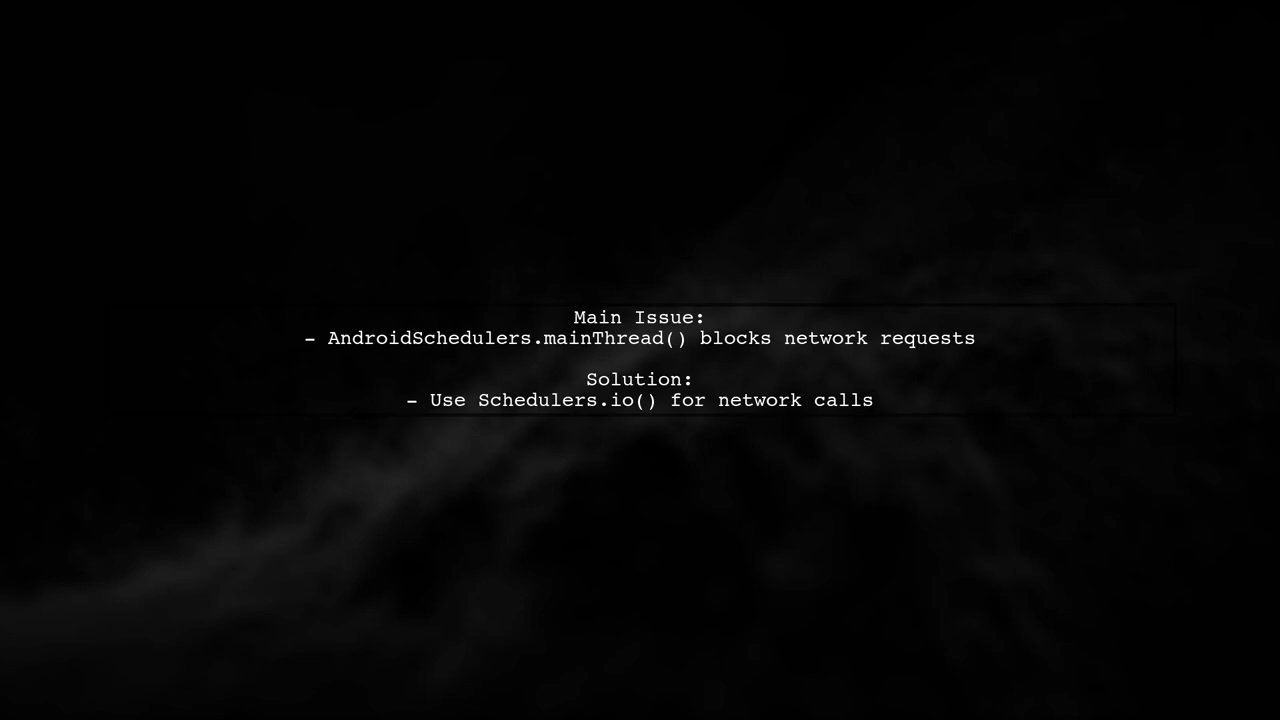 Main Issue:
- AndroidSchedulers.mainThread() blocks network requests
Solution:
- Use Schedulers.io() for network calls